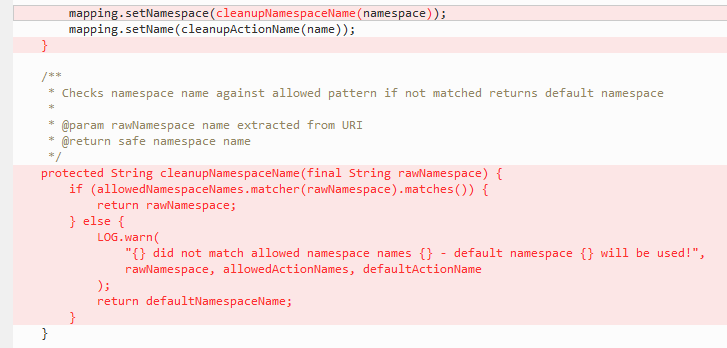 mapping.setNamespace(cleanupNamespaceName(namespace));
mapping.setName(cleanupActionName(name));
}
/**
* Checks namespace name against allowed pattern if not matched returns default namespace
*
* @param rawNamespace name extracted from URI
* @return safe namespace name
*/
protected String cleanupNamespaceName(final String rawNamespace) {
if (allowedNamespaceNames.matcher(rawNamespace).matches()) {
return rawNamespace;
} else {
LOG.warn(
"{} did not match allowed namespace names {} - default namespace {} will be used!",
rawNamespace, allowedActionNames, defaultActionName
);
return defaultNamespaceName;
}
}